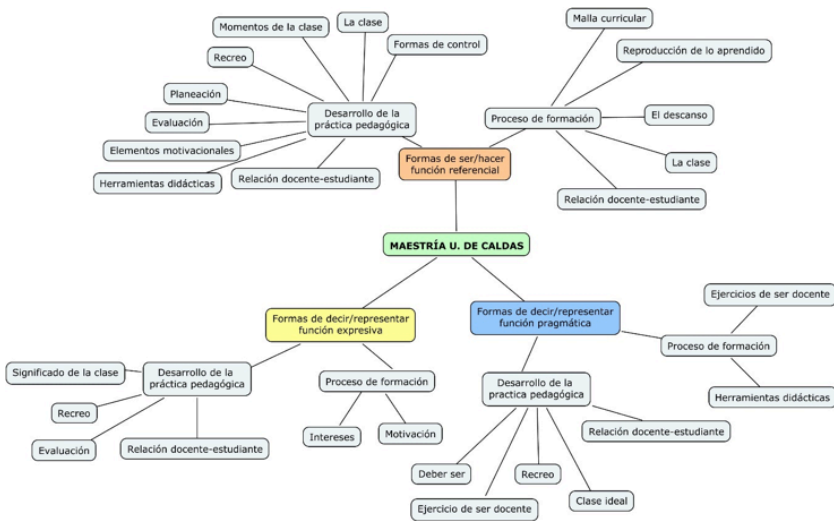 Momentos de la clase
La clase
Formas de control
Recreo
Planeación
Evaluación
Elementos motivacionales
Herramientas didácticas
Relación docente-estudiante
Desarrollo de la
práctica pedagógica
Malla curricular
Reproducción de lo aprendido
El descanso
La clase
Relación docente-estudiante
Proceso de formación
Formas de ser/hacer
función referencial
MAESTRÍA U. DE CALDAS
Formas de decir/representar
función expresiva
Desarrollo de la
práctica pedagógica
Significado de la clase
Recreo
Evaluación
Relación docente-estudiante
Proceso de formación
Intereses
Motivación
Formas de decir/representar
función pragmática
Ejercicios de ser docente
Proceso de formación
Herramientas didácticas
Desarrollo de la
practica pedagógica
Relación docente-estudiante
Deber ser
Recreo
Ejercicio de ser docente
Clase ideal